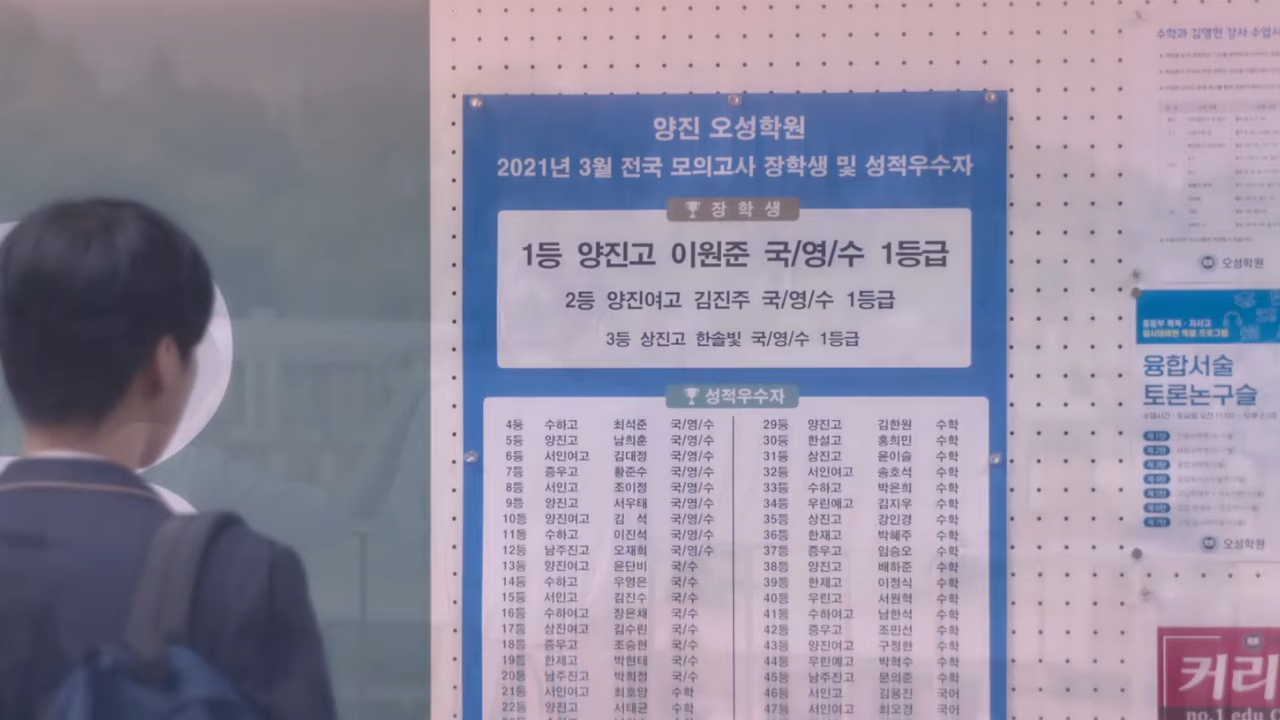 양진 오성학원
2021년 3월 전국 모의고사 장학생 및 성적우수자
장 학 생
1등 양진고 이원준 국/영/수 1등급
2등 양진여고 김진주 국/영/수 1등급
3등 상진고 한솔빛 국/영/수 1등급
성적우수자
4등 수하고 최석준 국/영/수
5등 양진고 남희훈 국/영/수
6등 서인여고 김대정 국/영/수
7등 증우고 황준수 국/영/수
8등 서인고 조이정 국/영/수
9등 양진고 서우태 국/영/수
10등 양진여고 김 석 국/영/수
11등 수하고 이진석 국/영/수
12등 남주진고 오재희 국/영/수
13등 양진여고 윤단비 국/수
14등 수하고 우영은 국/수
15등 서인고 김진수 국/수
16등 수하여고 장은채 국/수
17등 상진여고 김수린 국/수
18등 증우고 조승현 국/수
19등 한제고 박현태 국/수
20등 남주진고 박희정 국/수
21등 서인여고 최호양 수학
22등 양진고 서태균 수학
29등 양진고 김한원 수학
30등 한설고 홍희민 수학
31등 상진고 윤이슬 수학
32등 서인여고 송호석 수학
33등 수하고 박은희 수학
34등 우린예고 김지우 수학
35등 상진고 강인경 수학
36등 한재고 박혜주 수학
37등 증우고 임승오 수학
38등 양진고 배하준 수학
39등 한제고 이정식 수학
40등 우린고 서원혁 수학
41등 수하여고 남한석 수학
42등 증우고 조민선 수학
43등 양진여고 구정한 수학
44등 우린예고 박혁수 수학
45등 남주진고 문의준 수학
46등 서인고 김웅진 국어
47등 서인여고 최오경 국어
수학과 김영현 강사 수업시
오성학원
융합서술
토론논구술
오성학원
커리
no.1 edu